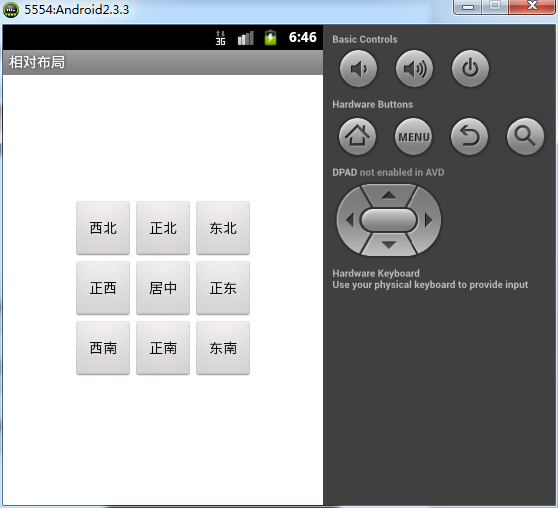 5554:Android2.3.3
3G 6:46
相对布局
西北 正北 东北
正西 居中 正东
西南 正南 东南
Basic Controls
Hardware Buttons
MENU
DPAD not enabled in AVD
Hardware Keyboard
Use your physical keyboard to provide input